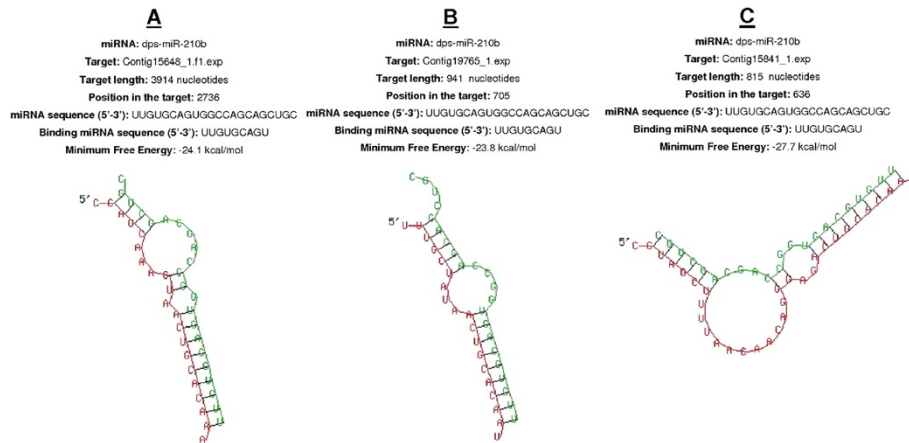 A
miRNA: dps-miR-210b
Target: Contig15648_1.f1.exp
Target length: 3914 nucleotides
Position in the target: 2736
miRNA sequence (5'-3'): UUGUGCAGUGGCCAGCAGCUGC
Binding miRNA sequence (5'-3'): UUGUGCAGU
Minimum Free Energy: -24.1 kcal/mol
5'
B
miRNA: dps-miR-210b
Target: Contig19765_1.exp
Target length: 941 nucleotides
Position in the target: 705
miRNA sequence (5'-3'): UUGUGCAGUGGCCAGCAGCUGC
Binding miRNA sequence (5'-3'): UUGUGCAGU
Minimum Free Energy: -23.8 kcal/mol
5'
C
miRNA: dps-miR-210b
Target: Contig15841_1.exp
Target length: 815 nucleotides
Position in the target: 636
miRNA sequence (5'-3'): UUGUGCAGUGGCCAGCAGCUGC
Binding miRNA sequence (5'-3'): UUGUGCAGU
Minimum Free Energy: -27.7 kcal/mol
5'